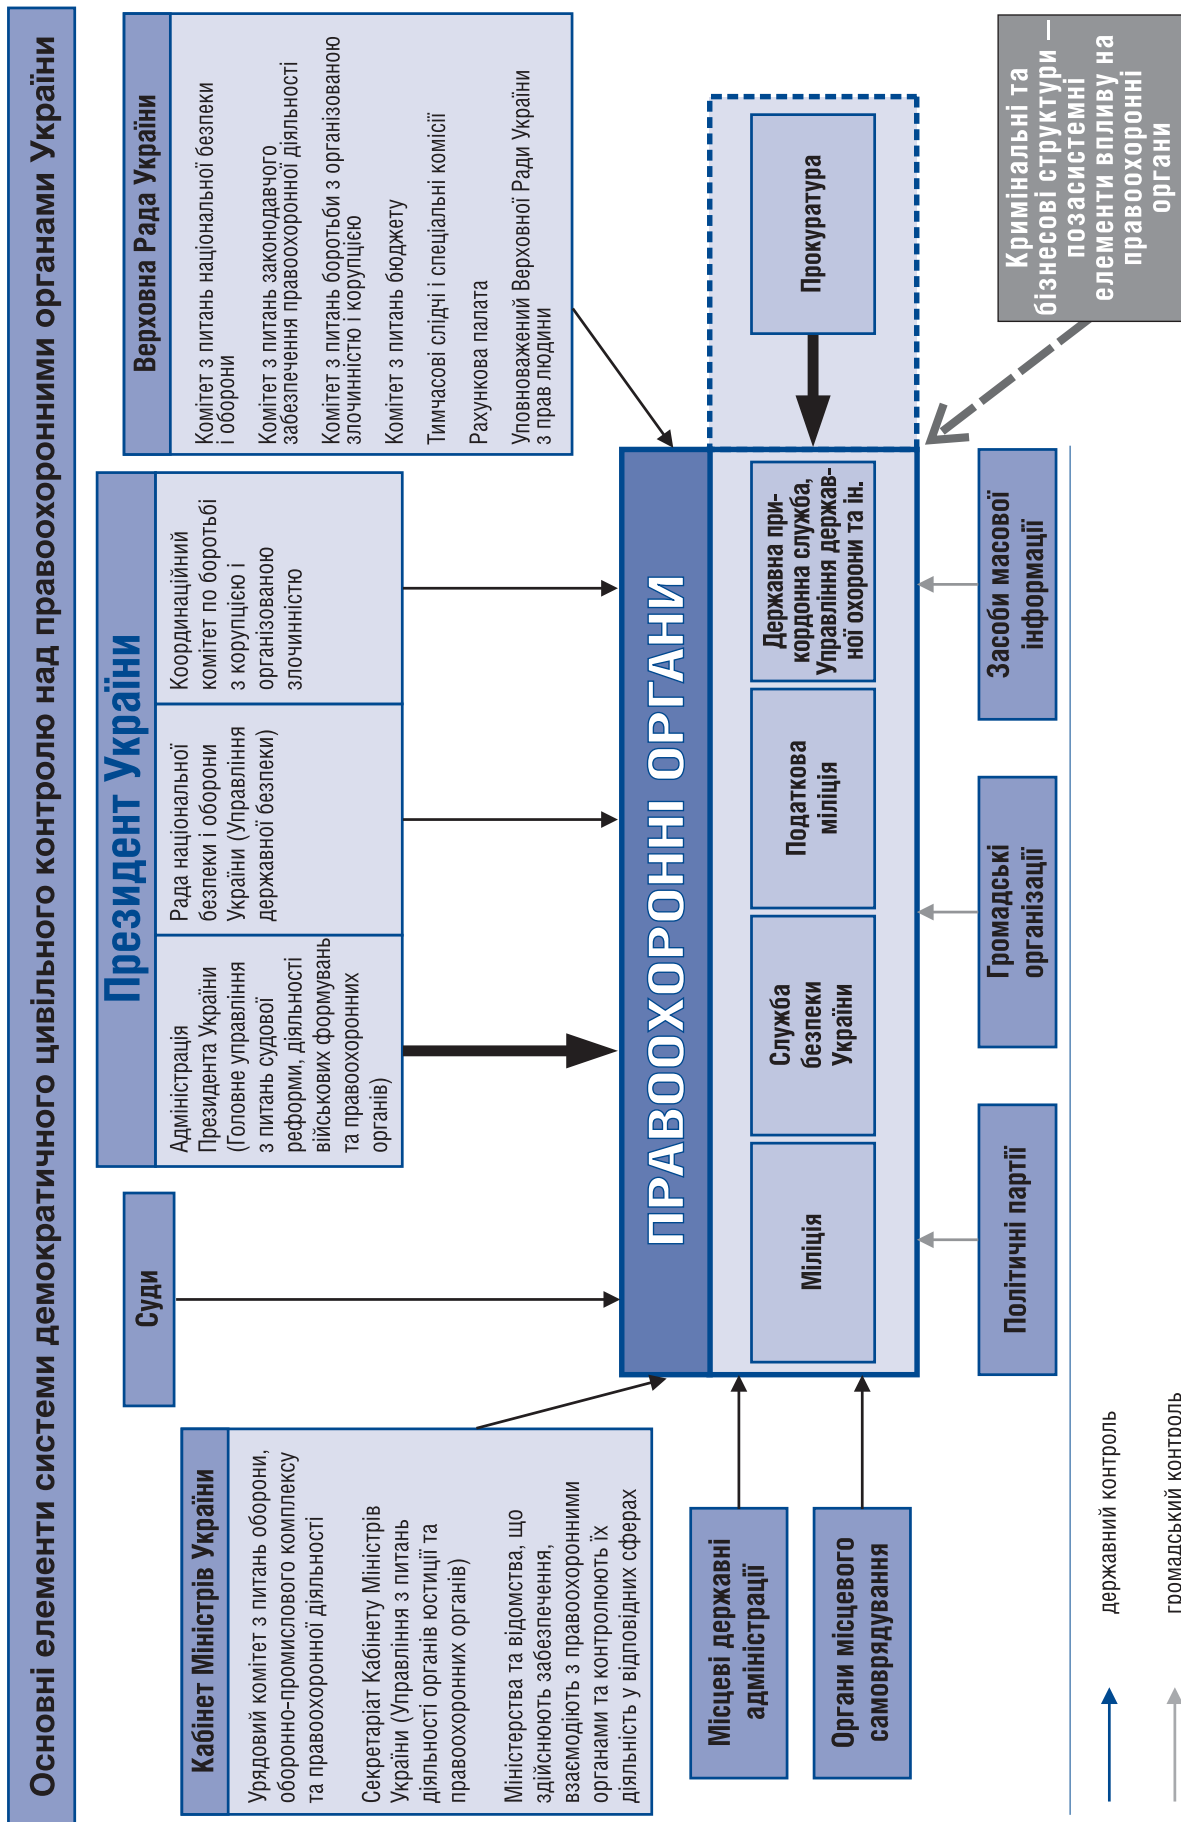 Основні елементи системи демократичного цивільного контролю над правоохоронними органами України
Кабінет Міністрів України
Урядовий комітет з питань оборони,
оборонно-промислового комплексу
та правоохоронної діяльності
Секретаріат Кабінету Міністрів
України (Управління з питань
діяльності органів юстиції та
правоохоронних органів)
Міністерства та відомства, що
здійснюють забезпечення,
взаємодіють з правоохоронними
органами та контролюють їх
діяльність у відповідних сферах
Суди
Президент України
Адміністрація
Президента України
(Головне управління
з питань судової
реформи, діяльності
військових формувань
та правоохоронних
органів)
Рада національної
безпеки і оборони
України (Управління
державної безпеки)
Координаційний
комітет по боротьбі
з корупцією і
організованою
злочинністю
Верховна Рада України
Комітет з питань національної безпеки
і оборони
Комітет з питань законодавчого
забезпечення правоохоронної діяльності
Комітет з питань боротьби з організованою
злочинністю і корупцією
Комітет з питань бюджету
Тимчасові слідчі і спеціальні комісії
Рахункова палата
Уповноважений Верховної Ради України
з прав людини
ПРАВООХОРОННІ ОРГАНИ
Міліція
Служба
безпеки
України
Податкова
міліція
Державна при-
кордонна служба,
Управління держав-
ної охорони та ін.
Прокуратура
Місцеві державні
адміністрації
Органи місцевого
самоврядування
Політичні партії
Громадські
організації
Засоби масової
інформації
Кримінальні та
бізнесові структури —
позасистемні
елементи впливу на
правоохоронні
органи
державний контроль
громадський контроль